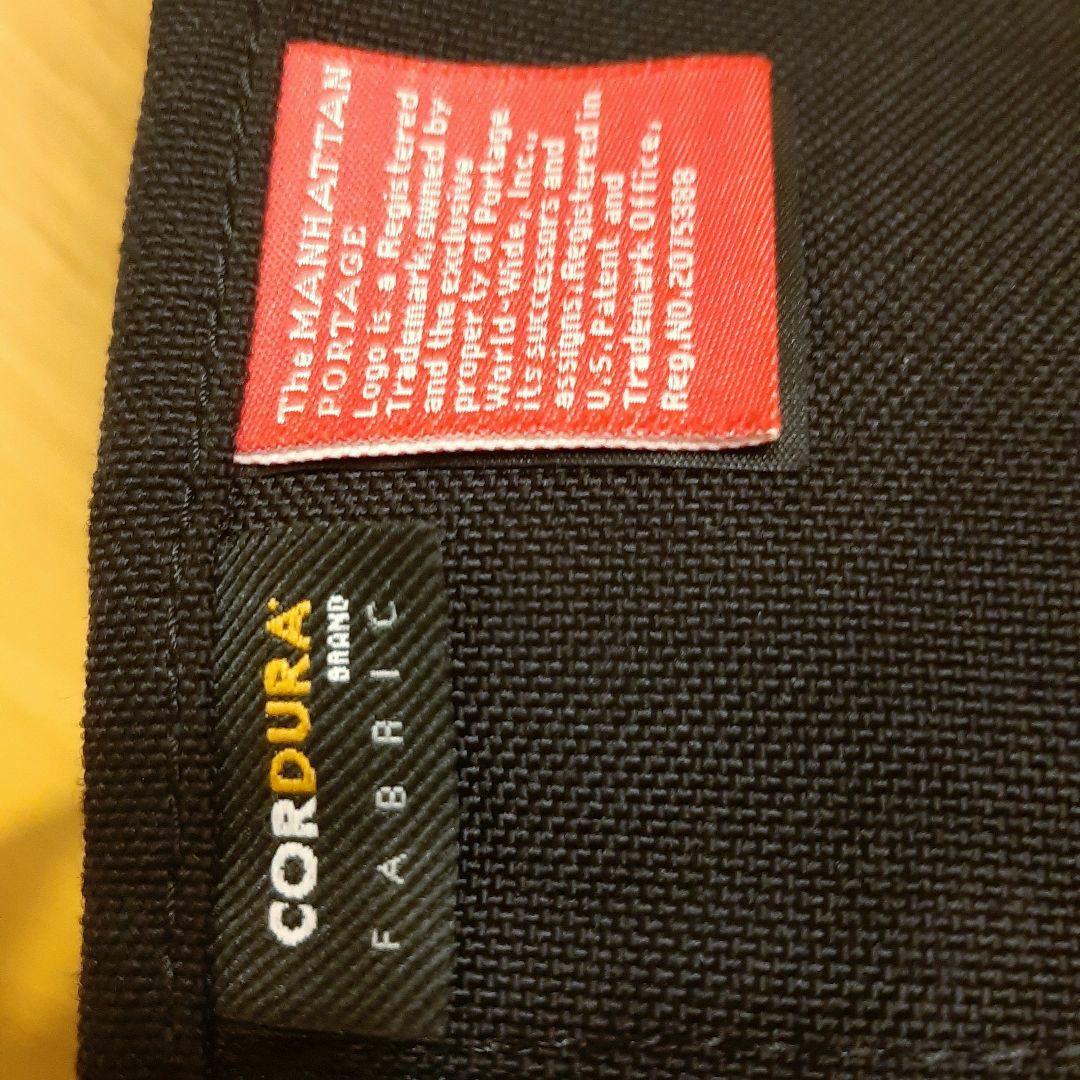 The MANHATTAN
PORTAGE
Logo is a Registered
Trademark owned by
and the exclusive
property of Portage
World-Wide, Inc.,
its successors and
assigns.Registered in
U.S.Patent and
Trademark Office.
Reg.NO.2075388
CORDURA
BRAND
FABRIC